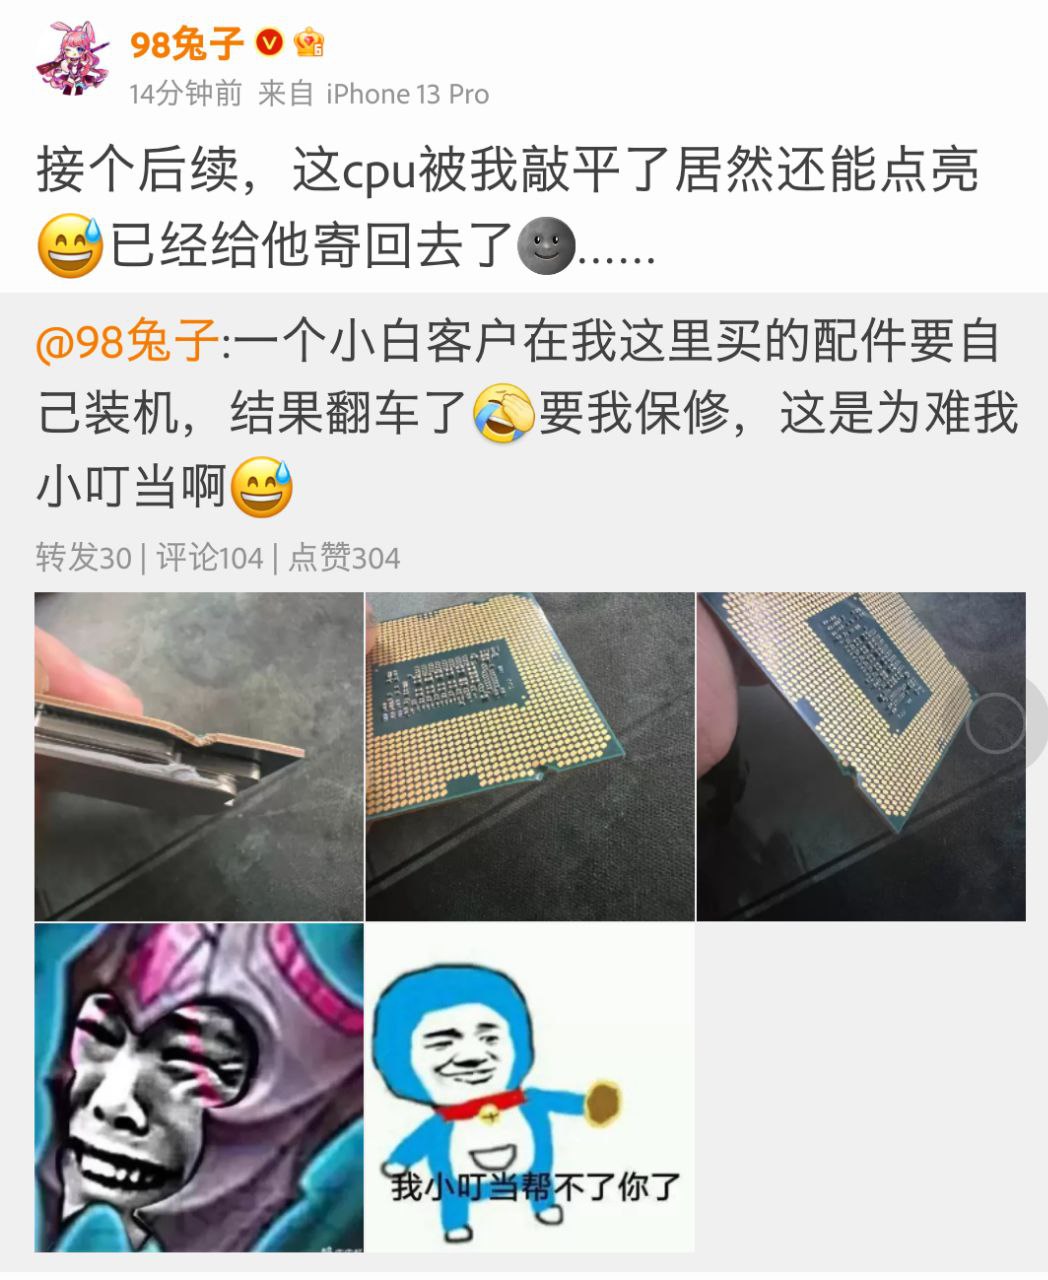 98兔子
14分钟前 来自 iPhone 13 Pro
接个后续，这cpu被我敲平了居然还能点亮
😅已经给他寄回去了🌚......
@98兔子:一个小白客户在我这里买的配件要自
己装机，结果翻车了🤣要我保修，这是为难我
小叮当啊😅
转发30 | 评论104 | 点赞304
我小叮当帮不了你了